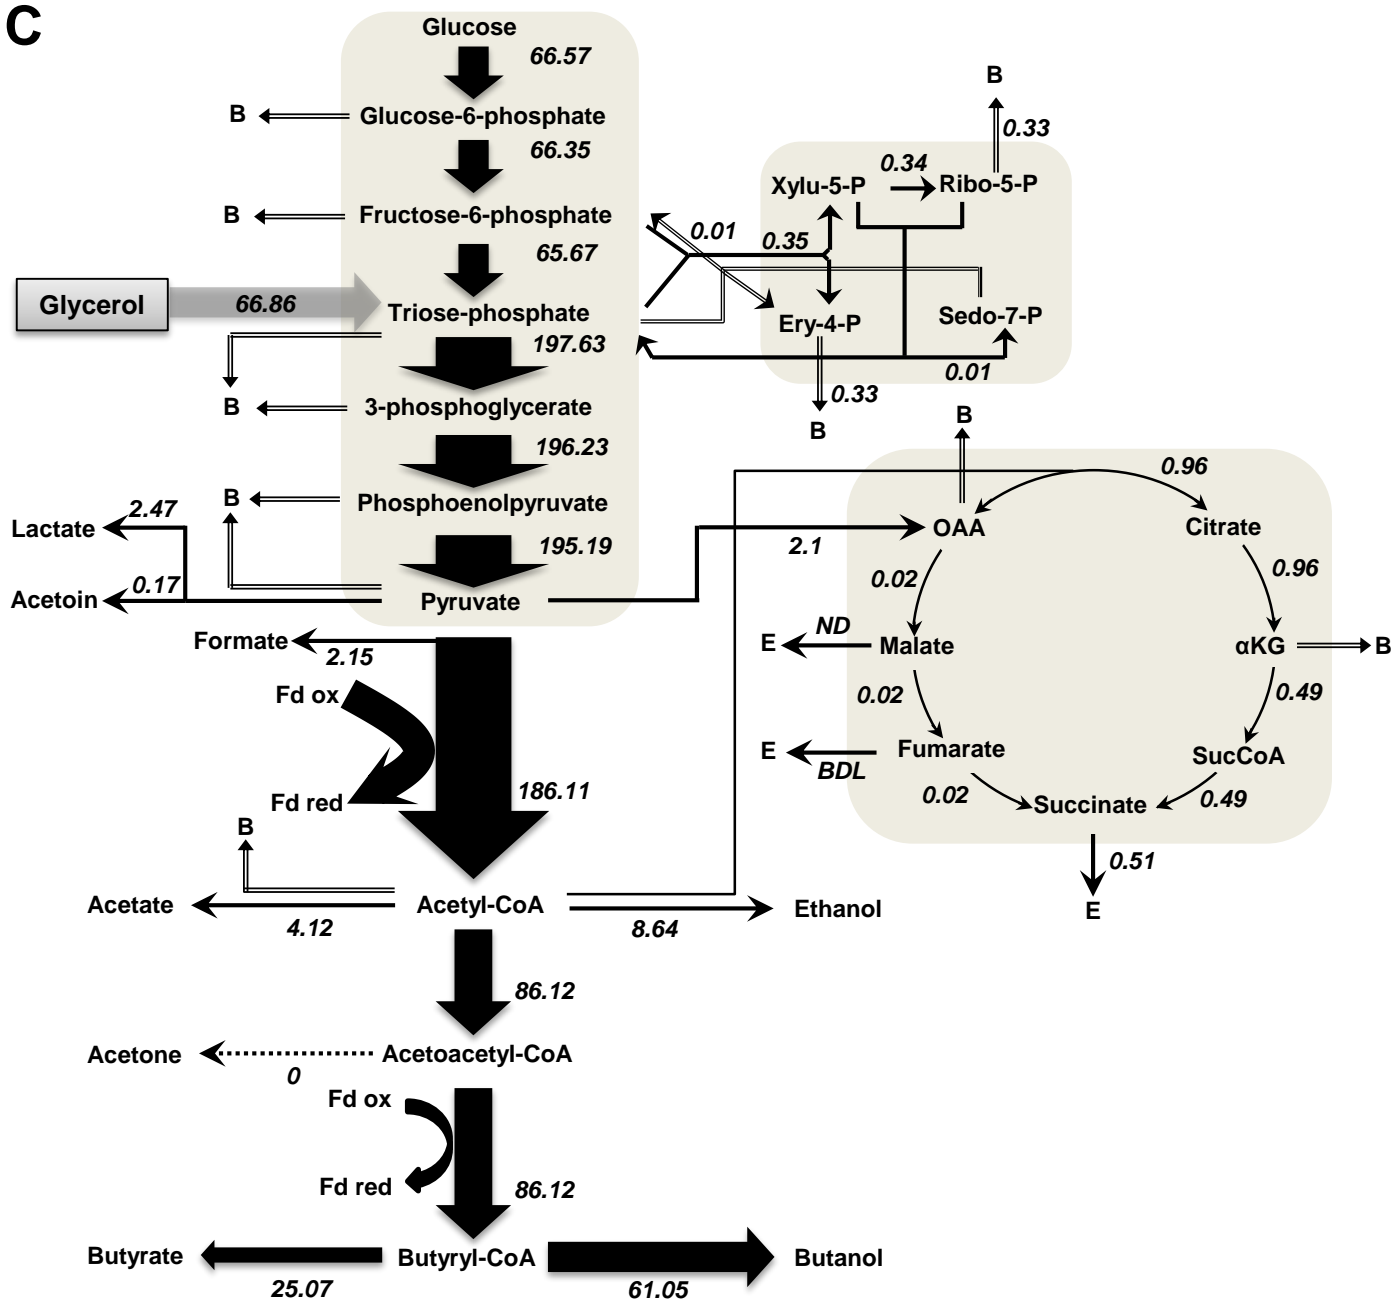 C
Glucose
66.57
B
Glucose-6-phosphate
66.35
B
Fructose-6-phosphate
65.67
Glycerol
66.86
Triose-phosphate
197.63
B
3-phosphoglycerate
196.23
B
Phosphoenolpyruvate
195.19
Lactate
2.47
Acetoin
0.17
Pyruvate
2.1
Formate
2.15
Fd ox
Fd red
186.11
B
Acetate
4.12
Acetyl-CoA
8.64
Ethanol
86.12
Acetone
0
Acetoacetyl-CoA
Fd ox
Fd red
86.12
Butyrate
25.07
Butyryl-CoA
61.05
Butanol
B
0.33
Xylu-5-P
0.34
Ribo-5-P
0.01
0.35
Ery-4-P
Sedo-7-P
0.01
0.33
B
B
0.96
OAA
Citrate
0.02
0.96
E
ND
Malate
αKG
B
0.02
0.49
E
BDL
Fumarate
SucCoA
0.02
Succinate
0.49
0.51
E